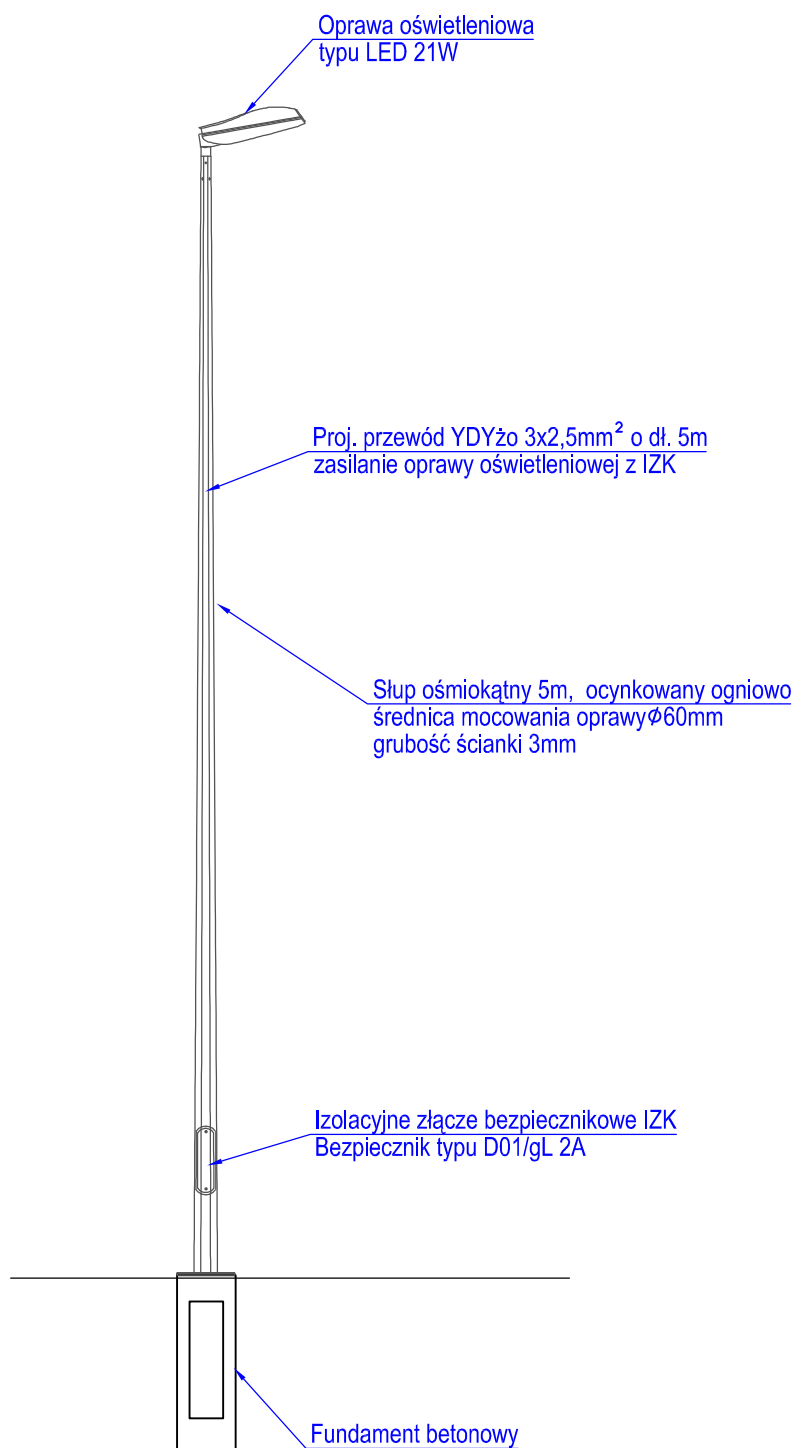 Oprawa oświetleniowa
typu LED 21W
Proj. przewód YDYżo 3x2,5mm² o dł. 5m
zasilanie oprawy oświetleniowej z IZK
Słup ośmiokątny 5m, ocynkowany ogniowo
średnica mocowania oprawyϕ60mm
grubość ścianki 3mm
Izolacyjne złącze bezpiecznikowe IZK
Bezpiecznik typu D01/gL 2A
Fundament betonowy